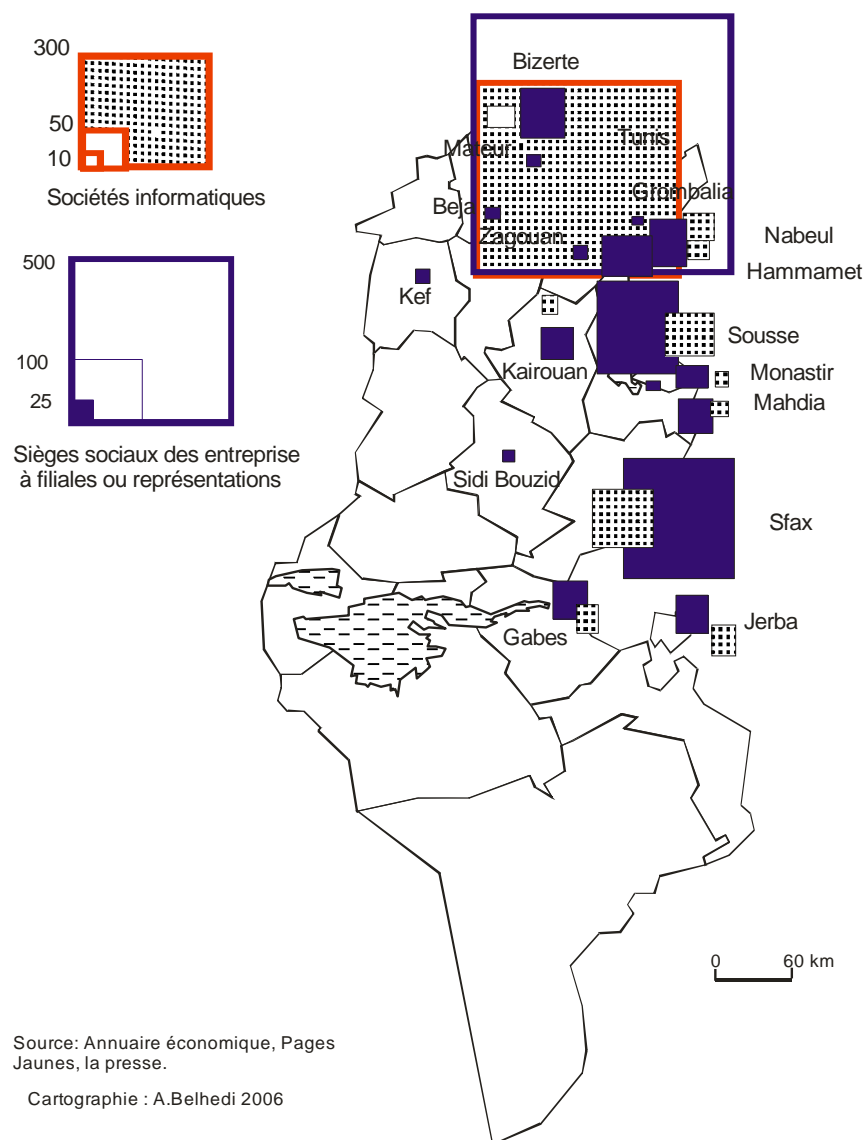 300
50
10
Sociétés informatiques
500
100
25
Sièges sociaux des entreprise
à filiales ou représentations
Bizerte
Tunis
Mateur
Grombalia
Beja
Zagouan
Nabeul
Hammamet
Kef
Sousse
Kairouan
Monastir
Mahdia
Sidi Bouzid
Sfax
Gabes
Jerba
0 60 km
Source: Annuaire économique, Pages
Jaunes, la presse.
Cartographie : A.Belhedi 2006